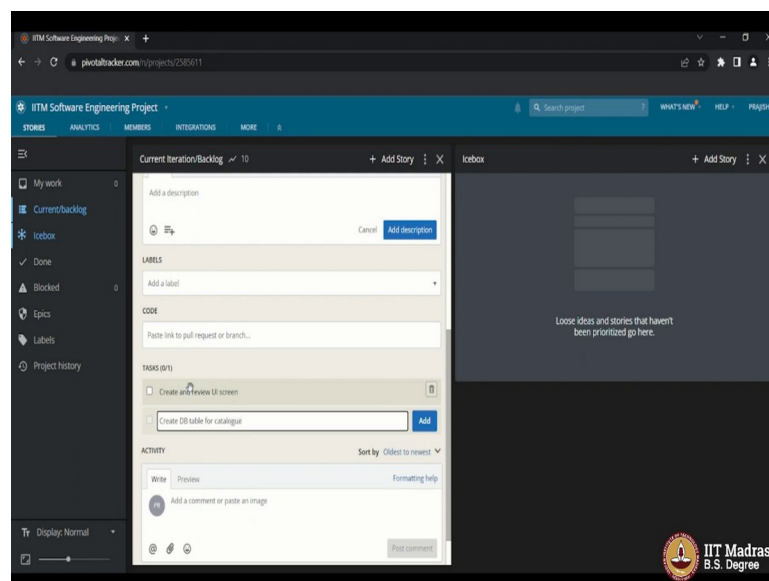 IITM Software Engineering Proje
pivotaltracker.com/n/projects/2585611
IITM Software Engineering Project
Search project
?
WHAT'S NEW
HELP
PRAJISH
STORIES
ANALYTICS
MEMBERS
INTEGRATIONS
MORE
My work 0
Current/backlog
Icebox
Done
Blocked 0
Epics
Labels
Project history
Display: Normal
Current Iteration/Backlog 10
+ Add Story
Add a description
Cancel
Add description
LABELS
Add a label
CODE
Paste link to pull request or branch...
TASKS (0/1)
Create and review UI screen
Create DB table for catalogue
Add
ACTIVITY
Sort by Oldest to newest
Write
Preview
Formatting help
PR
Add a comment or paste an image
Post comment
Icebox
+ Add Story
Loose ideas and stories that haven't
been prioritized go here.
IIT Madras
B.S. Degree